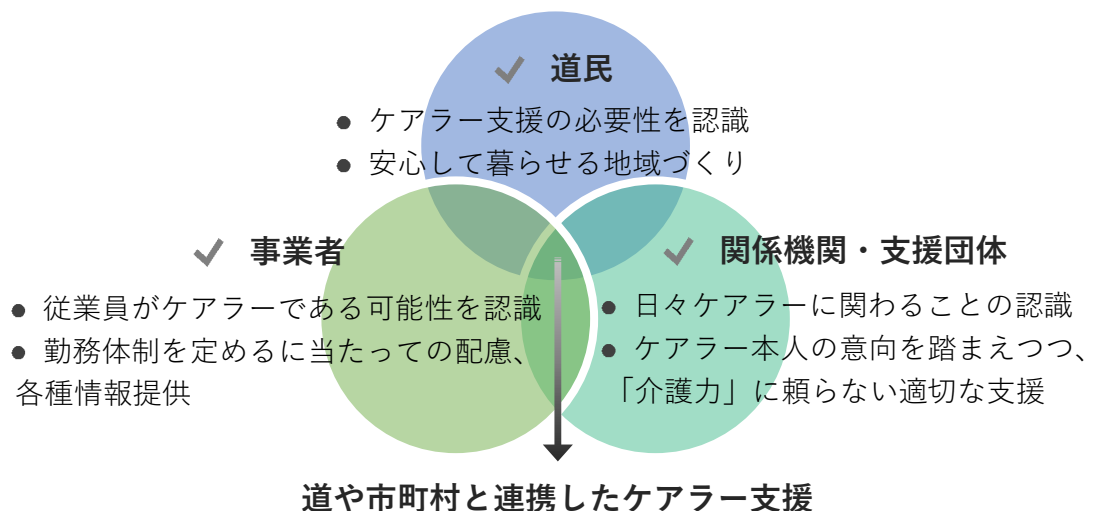 道民
● ケアラー支援の必要性を認識
● 安心して暮らせる地域づくり
事業者
● 従業員がケアラーである可能性を認識
● 勤務体制を定めるに当たっての配慮、
各種情報提供
関係機関・支援団体
● 日々ケアラーに関わることの認識
● ケアラー本人の意向を踏まえつつ、
「介護力」に頼らない適切な支援
道や市町村と連携したケアラー支援